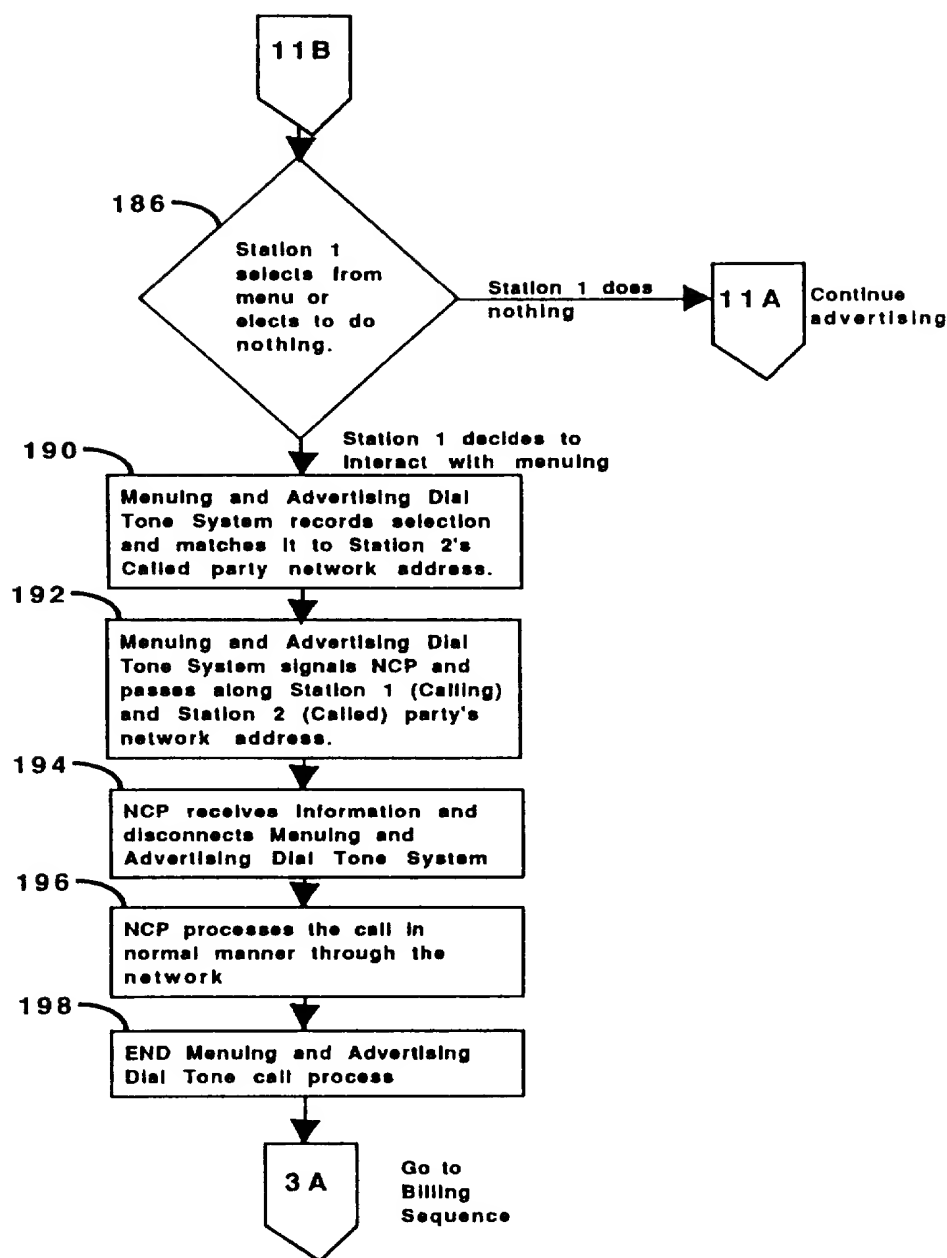 11B
186
Station 1
selects from
menu or
elects to do
nothing.
Station 1 does
nothing
11A
Continue
advertising
Station 1 decides to
interact with menuing
190
Menuing and Advertising Dial
Tone System records selection
and matches it to Station 2's
Called party network address.
192
Menuing and Advertising Dial
Tone System signals NCP and
passes along Station 1 (Calling)
and Station 2 (Called) party's
network address.
194
NCP receives information and
disconnects Menuing and
Advertising Dial Tone System
196
NCP processes the call in
normal manner through the
network
198
END Menuing and Advertising
Dial Tone call process
3A
Go to
Billing
Sequence